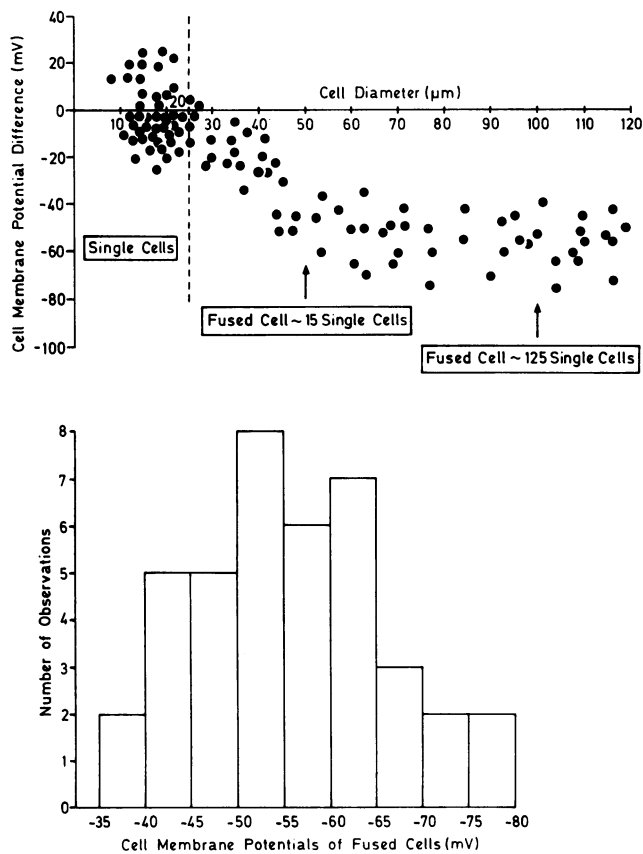 Cell Membrane Potential Difference (mV)
40
20
0
-20
-40
-60
-80
-100
Cell Diameter (µm)
10 20 30 40 50 60 70 80 90 100 110 120
Single Cells
Fused Cell ~ 15 Single Cells
Fused Cell ~ 125 Single Cells
Number of Observations
8
7
6
5
4
3
2
1
0
-35 -40 -45 -50 -55 -60 -65 -70 -75 -80
Cell Membrane Potentials of Fused Cells (mV)